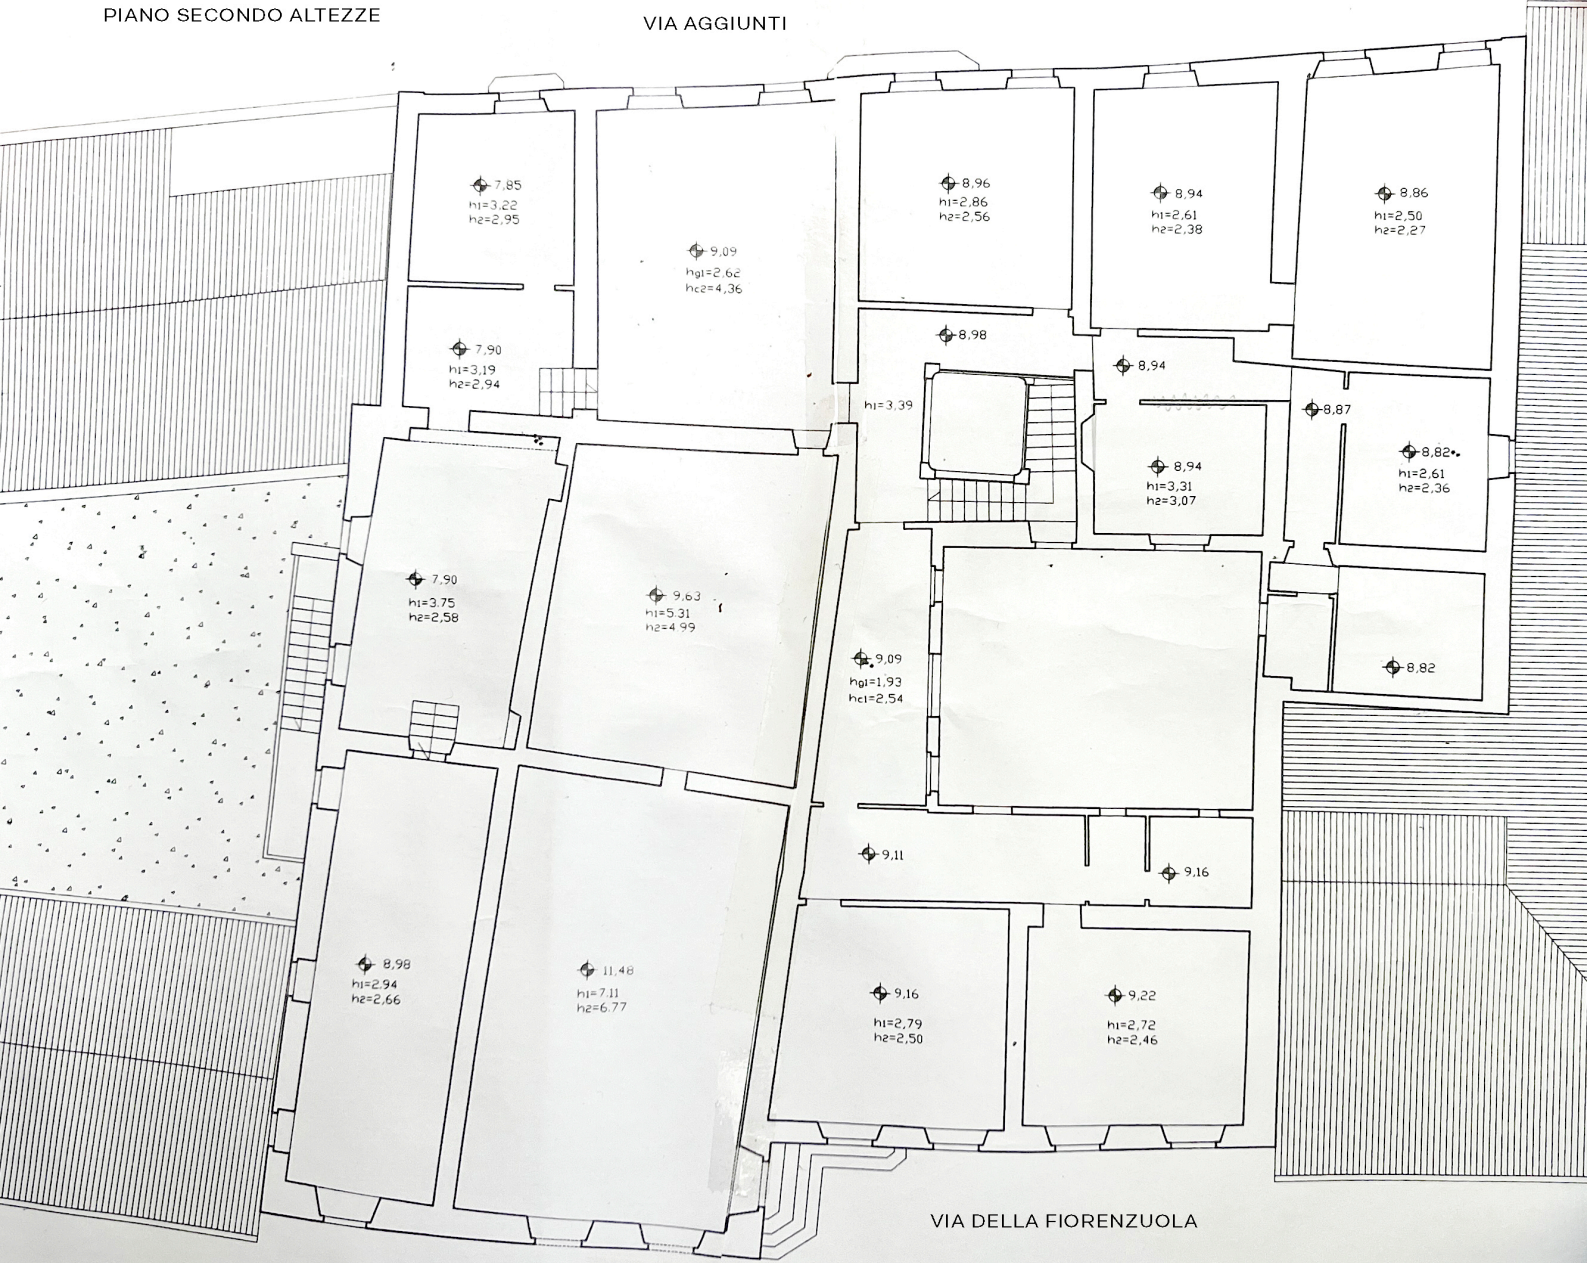 PIANO SECONDO ALTEZZE
VIA AGGIUNTI
7,85
h1=3,22
h2=2,95
9,09
hg1=2,62
hc2=4,36
8,96
h1=2,86
h2=2,56
8,94
h1=2,61
h2=2,38
8,86
h1=2,50
h2=2,27
7,90
h1=3,19
h2=2,94
8,98
h1=3,39
8,94
8,87
8,82
h1=2,61
h2=2,36
8,94
h1=3,31
h2=3,07
7,90
h1=3.75
h2=2,58
9,63
h1=5.31
h2=4.99
9,09
hg1=1,93
hc1=2,54
8,82
9,11
9,16
8,98
h1=2.94
h2=2,66
11,48
h1=7.11
h2=6.77
9,16
h1=2,79
h2=2,50
9,22
h1=2,72
h2=2,46
VIA DELLA FIORENZUOLA